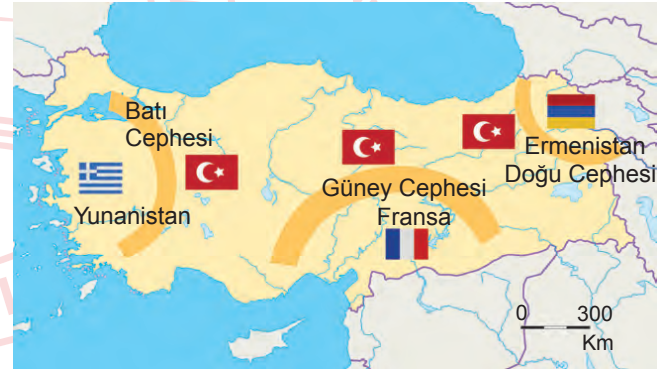 Batı
Cephesi
Yunanistan
Güney Cephesi
Fransa
Ermenistan
Doğu Cephesi
0 300
Km